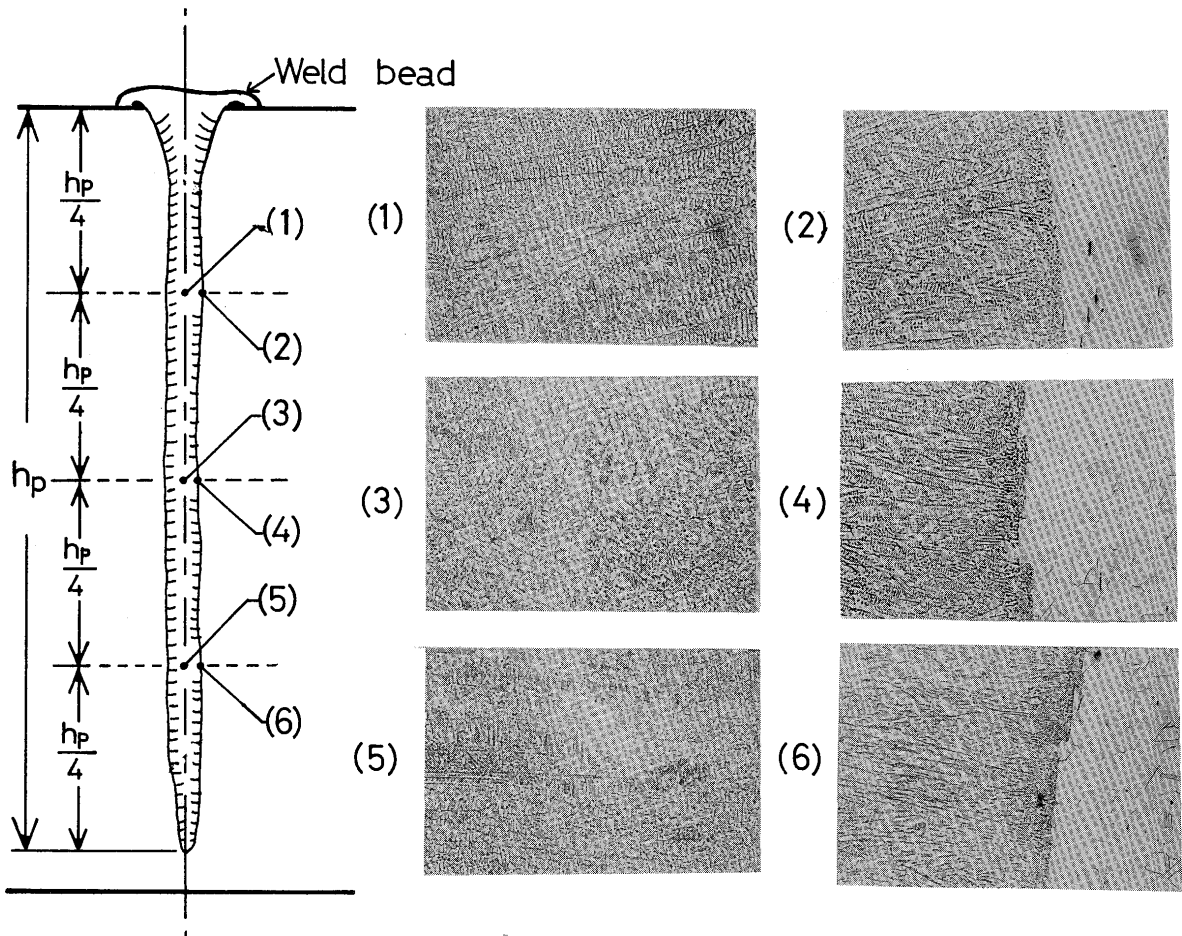 Weld bead
hp/4
(1)
(2)
hp/4
(3)
(4)
hp
hp/4
(5)
(6)
hp/4
(1)
(2)
(3)
(4)
(5)
(6)